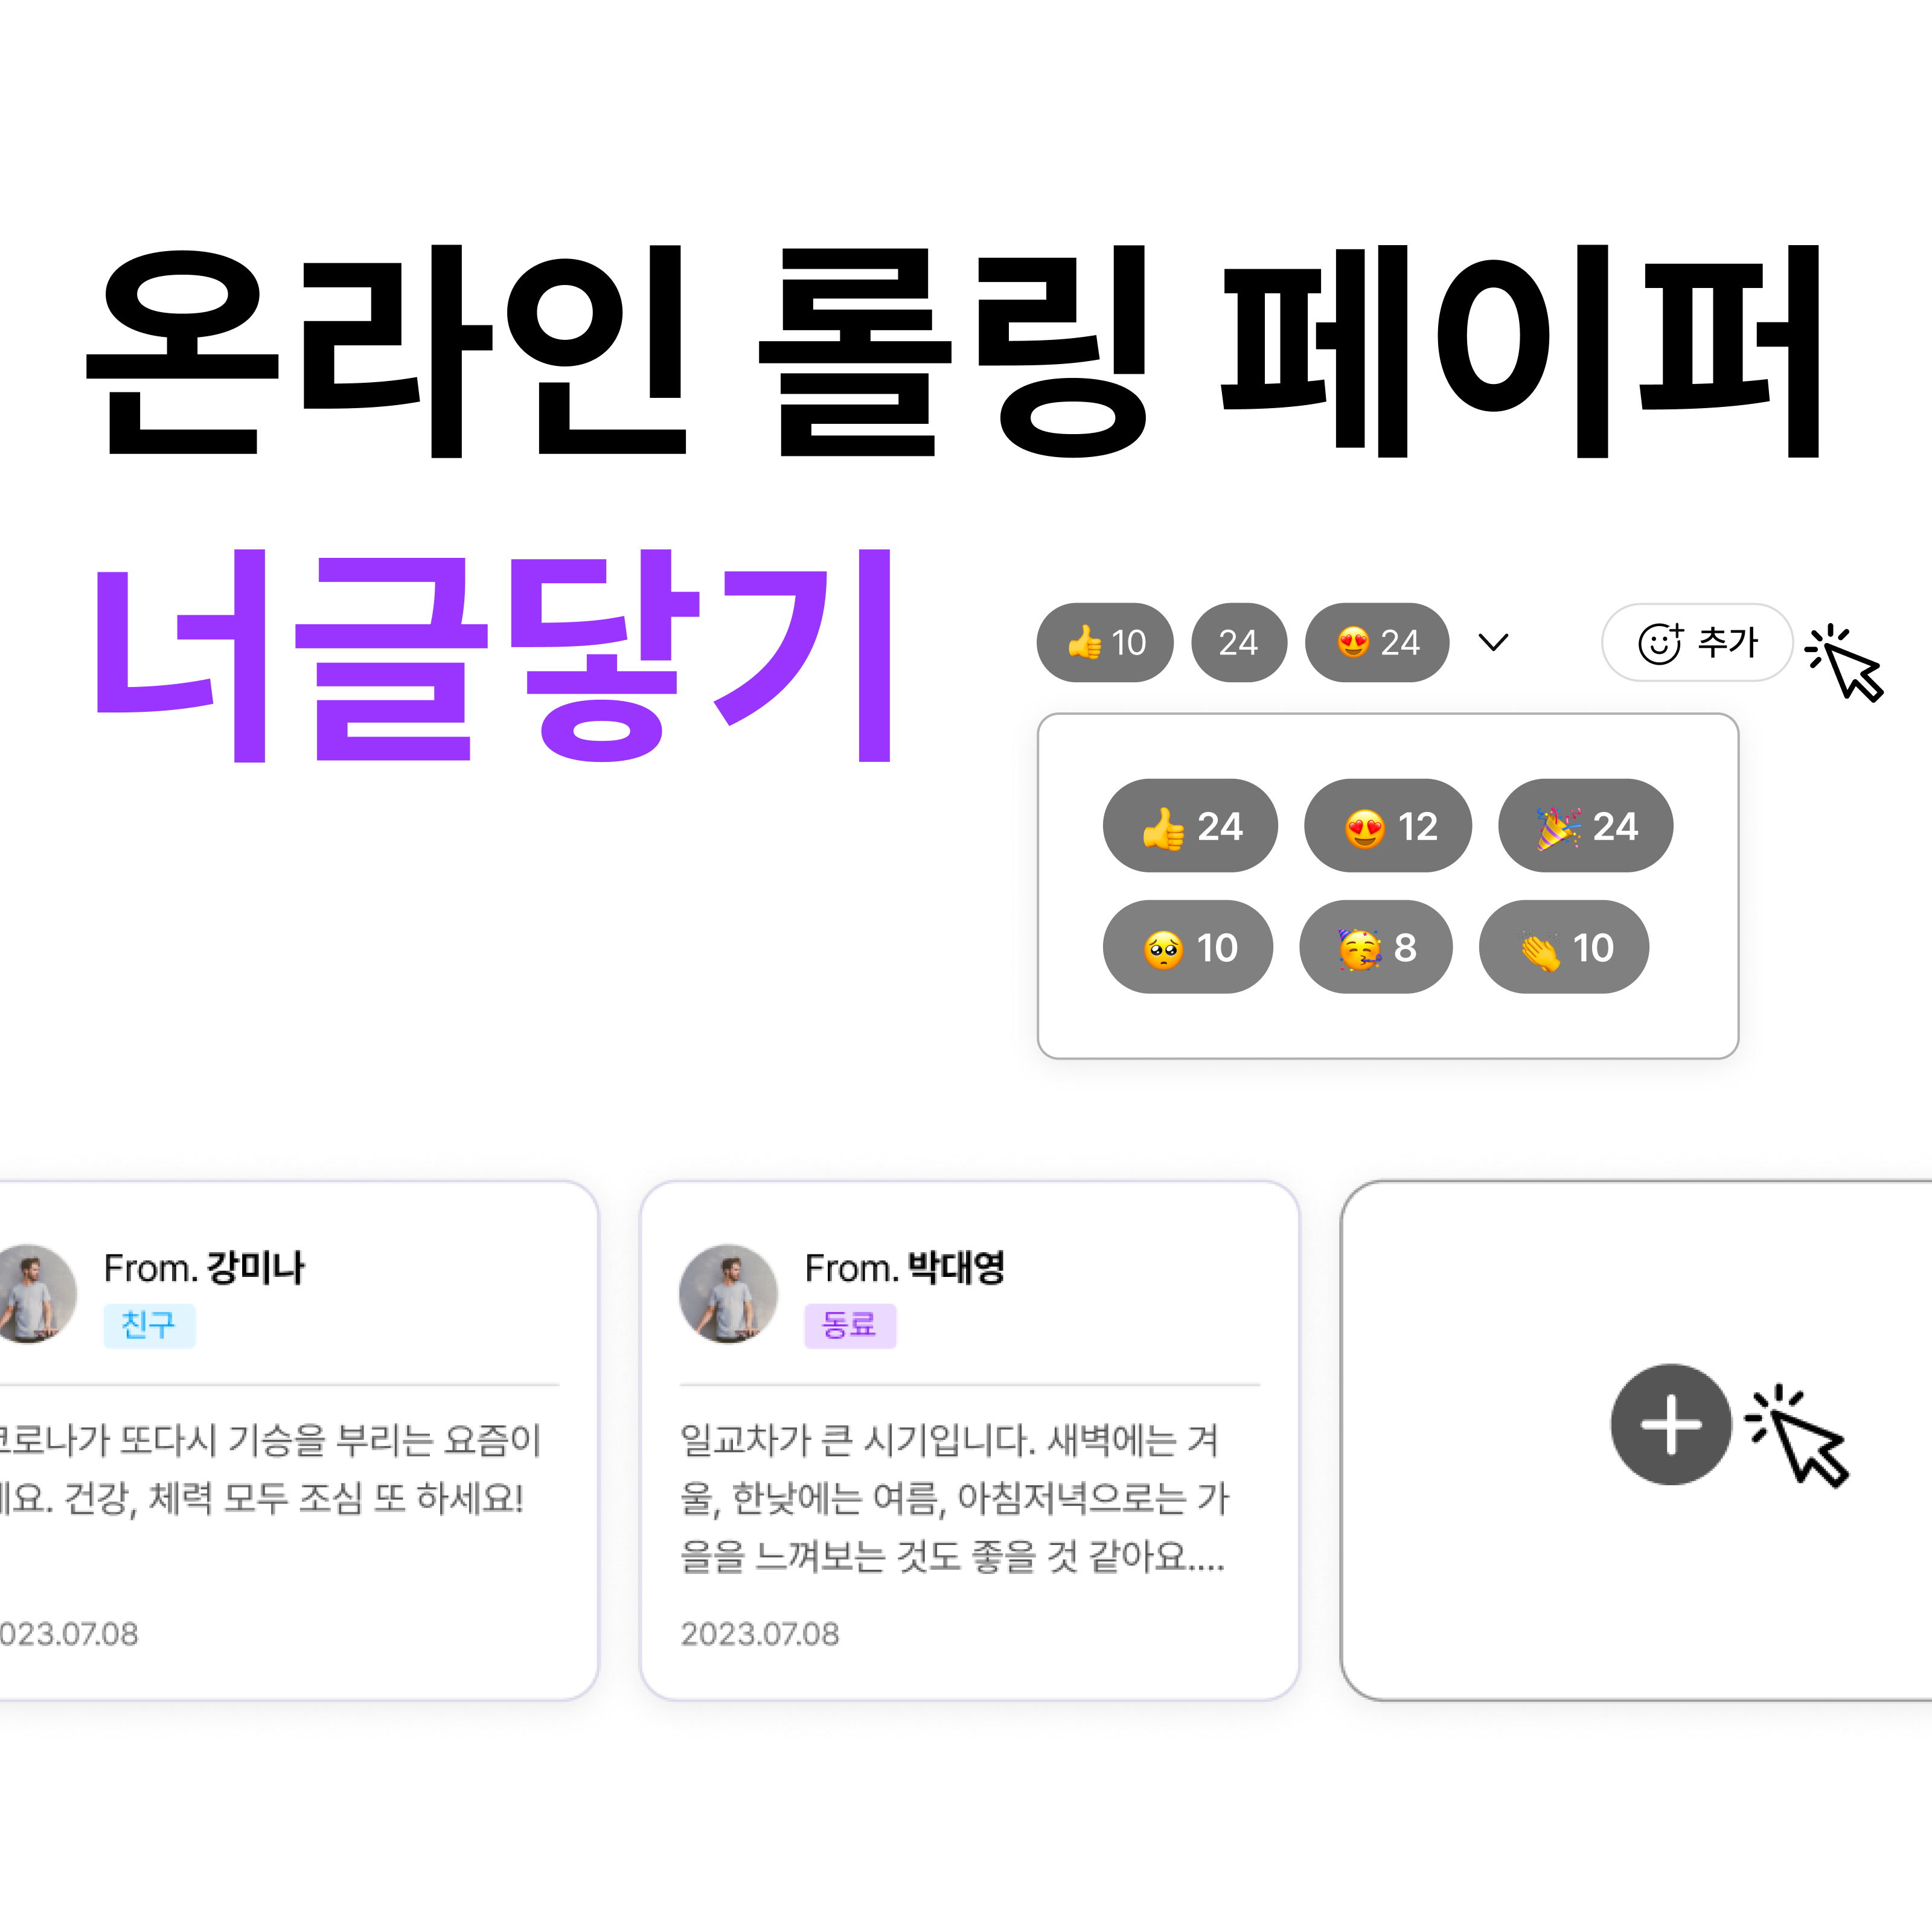 온라인 롤링 페이퍼
너글닿기
👍 10 24 😍 24 추가
👍 24 😍 12 🎉 24
🥺 10 🥳 8 👏 10
From. 강미나
친구
코로나가 또다시 기승을 부리는 요즘이
네요. 건강, 체력 모두 조심 또 하세요!
2023.07.08
From. 박대영
동료
일교차가 큰 시기입니다. 새벽에는 겨
울, 한낮에는 여름, 아침저녁으로는 가
을을 느껴보는 것도 좋을 것 같아요....
2023.07.08